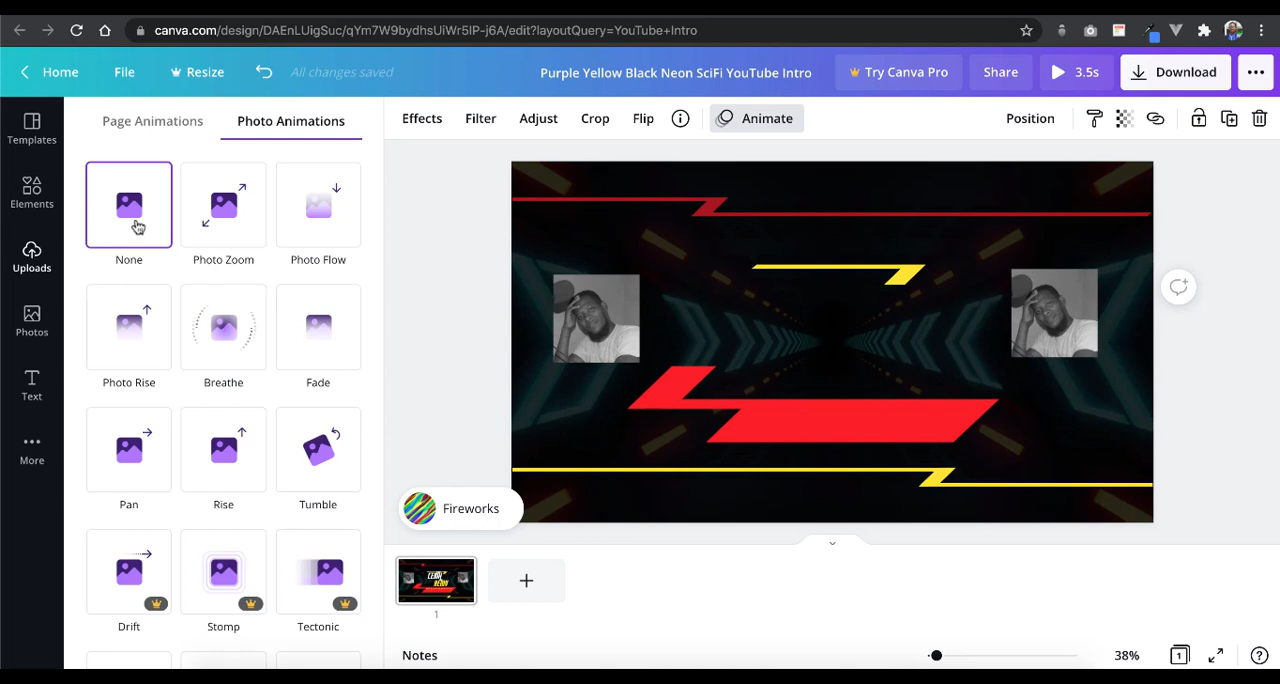 canva.com/design/DAEnLUigSuc/qYm7W9bydhsUiWr5lP-j6A/edit?layoutQuery=YouTube+Intro
Home File Resize All changes saved Purple Yellow Black Neon SciFi YouTube Intro Try Canva Pro Share 3.5s Download
Templates
Elements
Uploads
Photos
Text
More
Page Animations Photo Animations
None Photo Zoom Photo Flow
Photo Rise Breathe Fade
Pan Rise Tumble
Drift Stomp Tectonic
Effects Filter Adjust Crop Flip Animate Position
Fireworks
1
Notes 38% 1